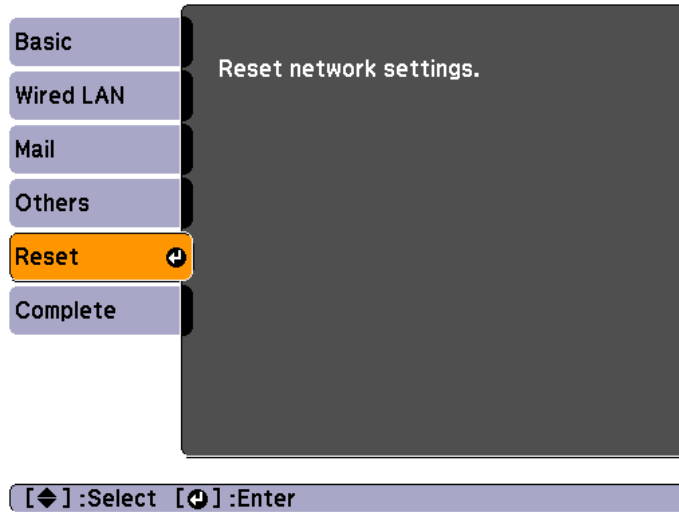 Basic
Reset network settings.
Wired LAN
Mail
Others
Reset
Complete
[◆]:Select [↵]:Enter